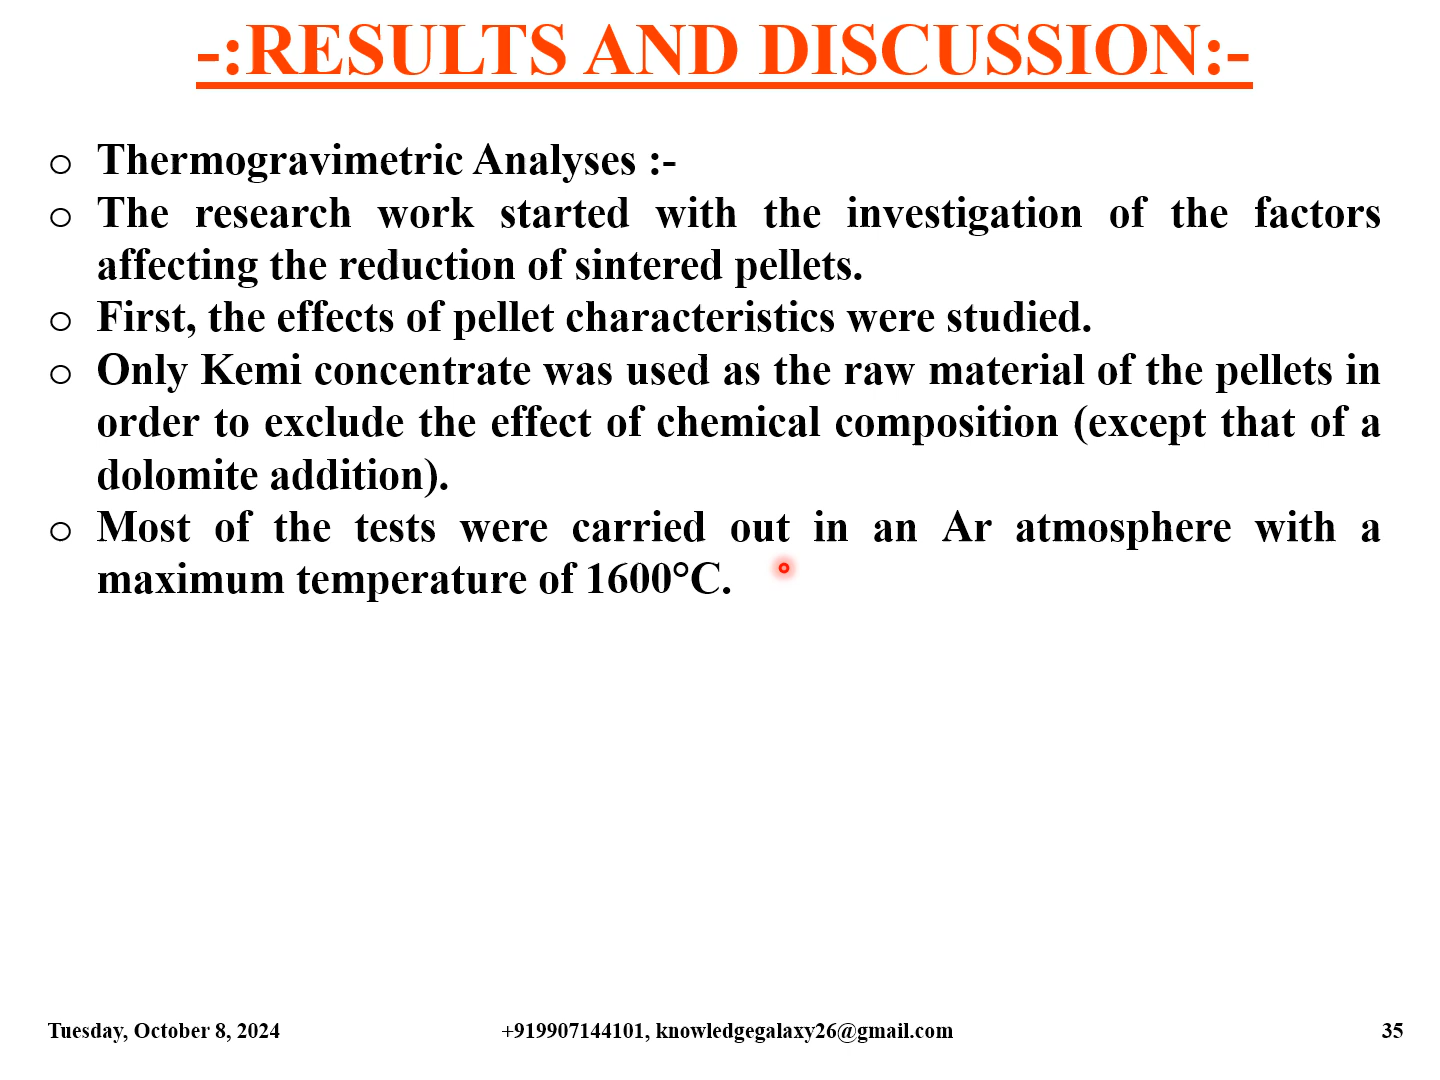 -:RESULTS AND DISCUSSION:-
Thermogravimetric Analyses :-
The research work started with the investigation of the factors
affecting the reduction of sintered pellets.
First, the effects of pellet characteristics were studied.
Only Kemi concentrate was used as the raw material of the pellets in
order to exclude the effect of chemical composition (except that of a
dolomite addition).
Most of the tests were carried out in an Ar atmosphere with a
maximum temperature of 1600°C.
Tuesday, October 8, 2024
+919907144101, knowledgegalaxy26@gmail.com
35